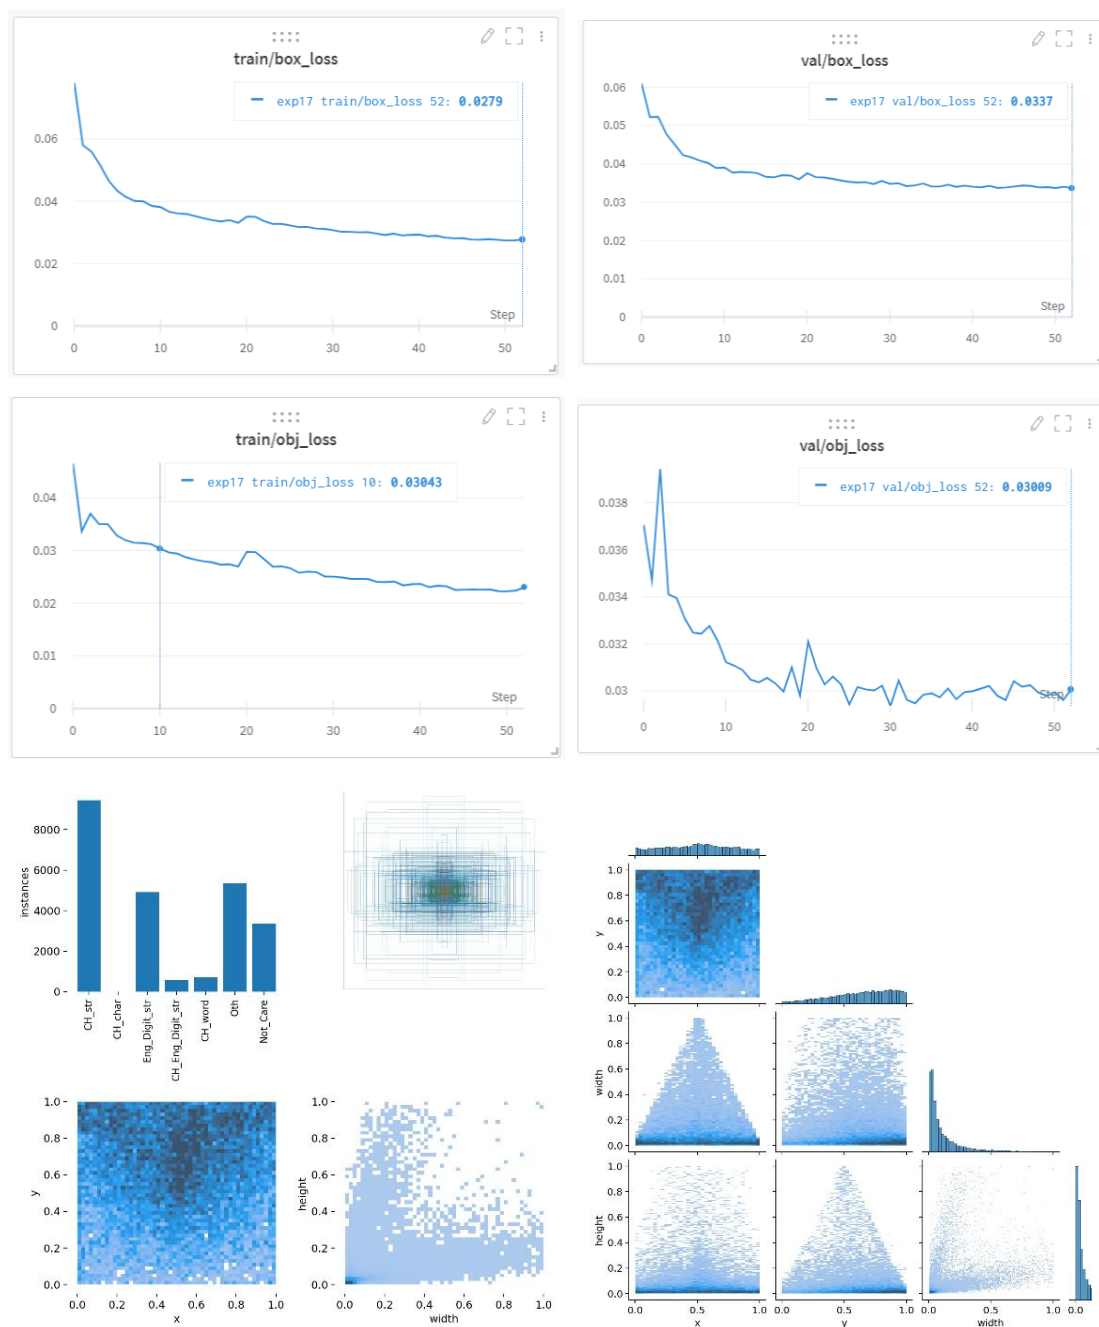 train/box_loss
exp17 train/box_loss 52: 0.0279
0.06
0.04
0.02
0
Step
0 10 20 30 40 50
val/box_loss
exp17 val/box_loss 52: 0.0337
0.06
0.05
0.04
0.03
0.02
0.01
0
Step
0 10 20 30 40 50
train/obj_loss
exp17 train/obj_loss 10: 0.03043
0.04
0.03
0.02
0.01
0
Step
0 10 20 30 40 50
val/obj_loss
exp17 val/obj_loss 52: 0.03009
0.038
0.036
0.034
0.032
0.03
Step
0 10 20 30 40 50
instances
8000
6000
4000
2000
0
CH_str
CH_char
Eng_Digit_str
CH_Eng_Digit_str
CH_word
Oth
Not_Care
y
1.0
0.8
0.6
0.4
0.2
0.0
0.0 0.2 0.4 0.6 0.8 1.0
x
height
1.0
0.8
0.6
0.4
0.2
0.0
0.0 0.2 0.4 0.6 0.8 1.0
width
y
1.0
0.8
0.6
0.4
0.2
0.0
width
1.0
0.8
0.6
0.4
0.2
0.0
height
1.0
0.8
0.6
0.4
0.2
0.0
0.0 0.5 1.0
x
0.5 1.0
y
0.0 0.5 1.0
width
0.0